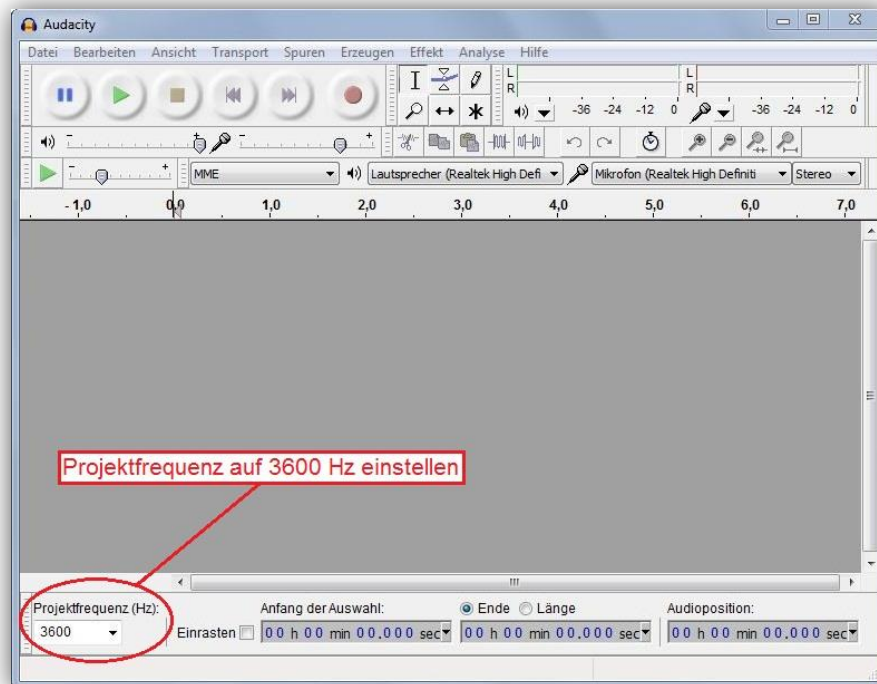 Audacity
Datei Bearbeiten Ansicht Transport Spuren Erzeugen Effekt Analyse Hilfe
L
R
-36 -24 -12 0
L
R
-36 -24 -12 0
MME
Lautsprecher (Realtek High Defi
Mikrofon (Realtek High Definiti
Stereo
- 1,0 0,0 1,0 2,0 3,0 4,0 5,0 6,0 7,0
Projektfrequenz auf 3600 Hz einstellen
Projektfrequenz (Hz): Anfang der Auswahl: Ende Länge Audioposition:
3600 Einrasten 00 h 00 min 00.000 sec 00 h 00 min 00.000 sec 00 h 00 min 00.000 sec